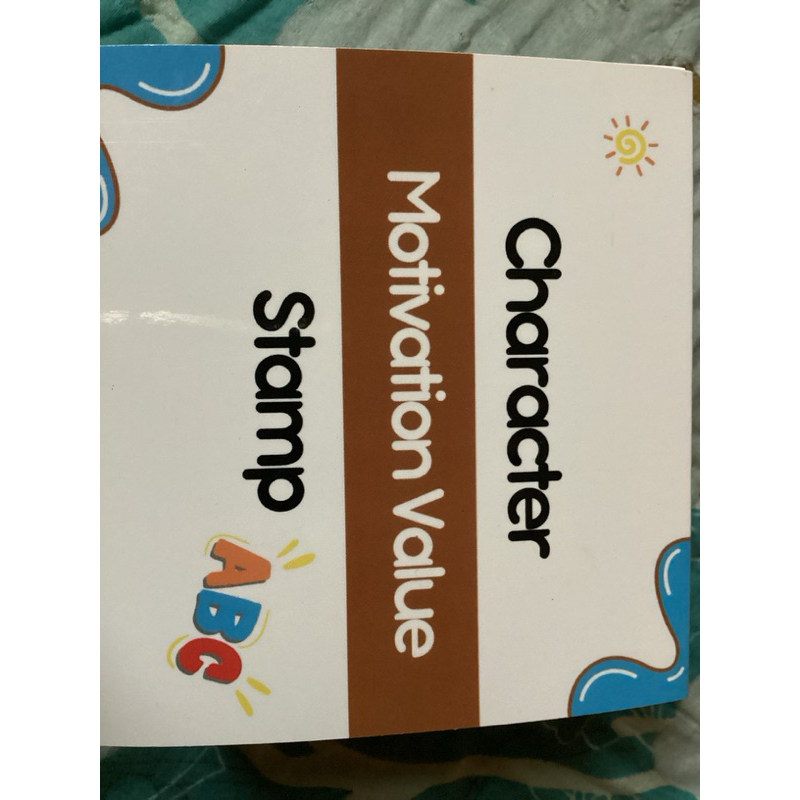 Character
Motivation Value
Stamp
ABC